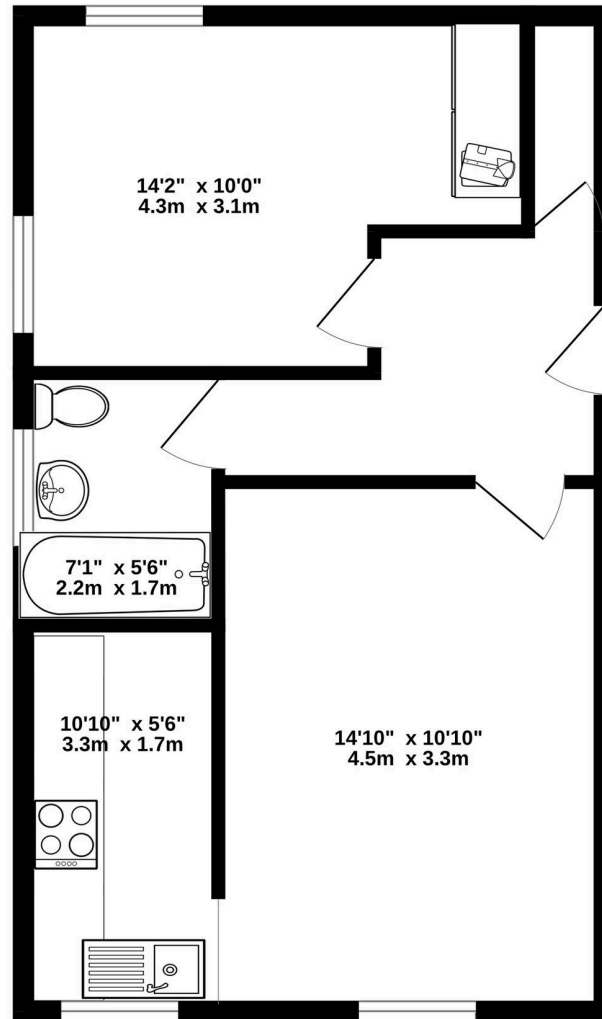 14'2" x 10'0"
4.3m x 3.1m
7'1" x 5'6"
2.2m x 1.7m
10'10" x 5'6"
3.3m x 1.7m
14'10" x 10'10"
4.5m x 3.3m